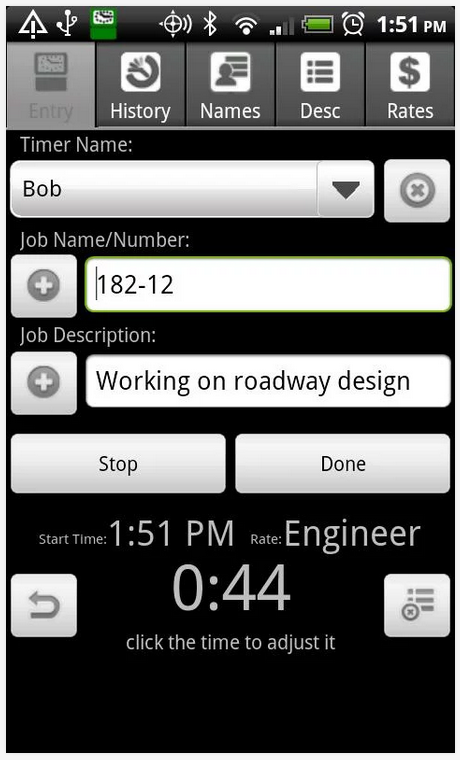 1:51 PM
Entry History Names Desc Rates
Timer Name:
Bob
Job Name/Number:
182-12
Job Description:
Working on roadway design
Stop Done
Start Time: 1:51 PM Rate: Engineer
0:44
click the time to adjust it